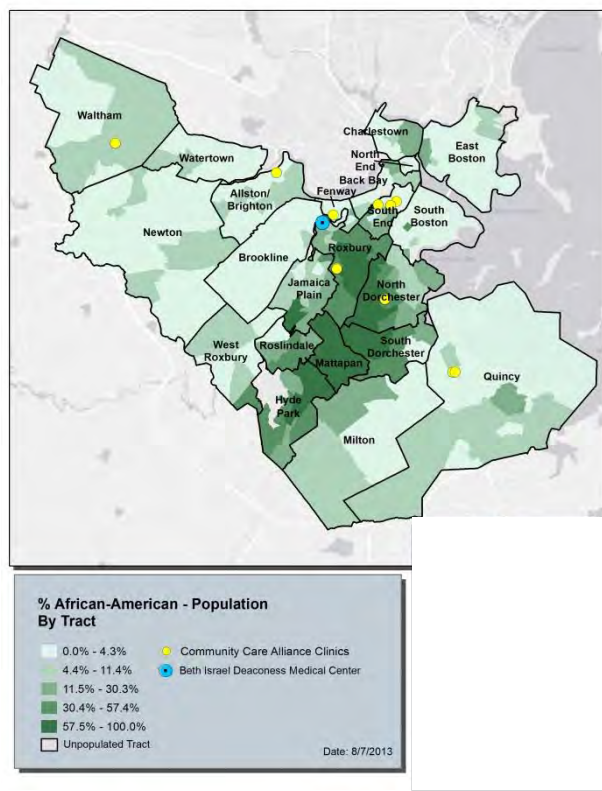 Waltham
Watertown
Charlestown
East
Boston
North
End
Back Bay
Allston/
Brighton
Fenway
South
End
South
Boston
Newton
Brookline
Roxbury
Jamaica
Plain
North
Dorchester
West
Roxbury
Roslindale
South
Dorchester
Mattapan
Quincy
Hyde
Park
Milton
% African-American - Population
By Tract
0.0% - 4.3%
4.4% - 11.4%
11.5% - 30.3%
30.4% - 57.4%
57.5% - 100.0%
Unpopulated Tract
Community Care Alliance Clinics
Beth Israel Deaconess Medical Center
Date: 8/7/2013